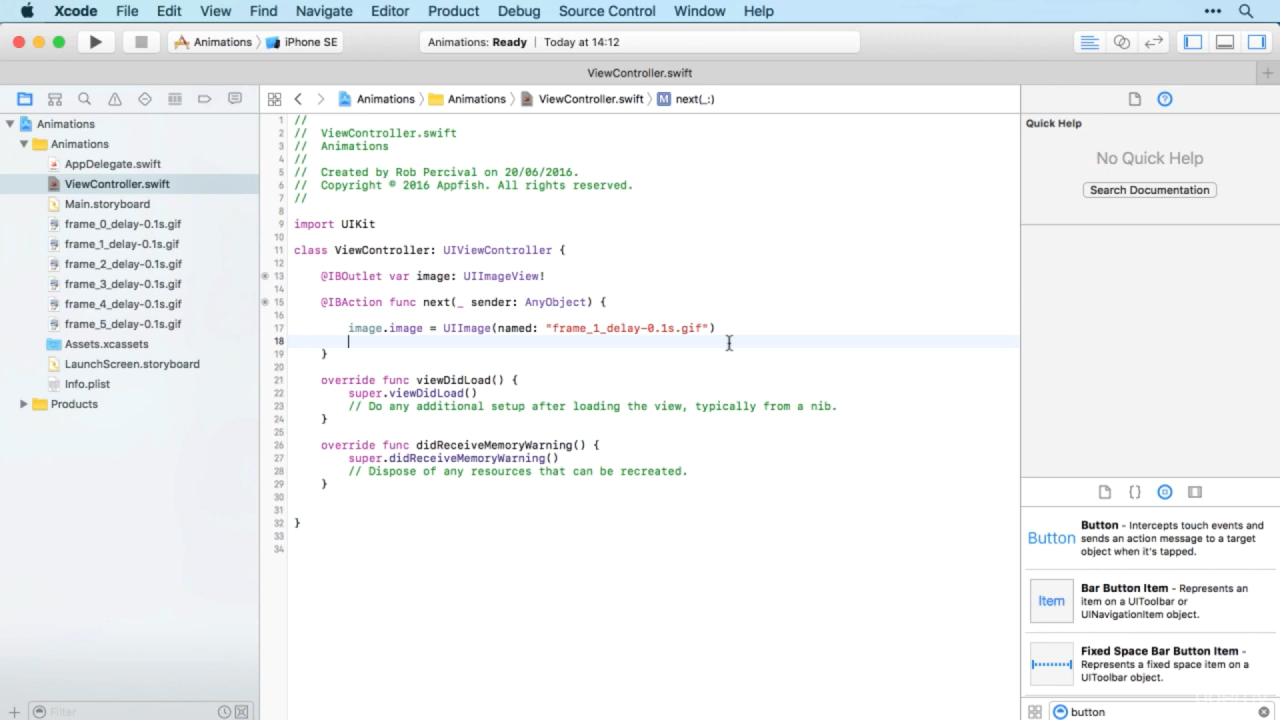 Xcode File Edit View Find Navigate Editor Product Debug Source Control Window Help
Animations iPhone SE
Animations: Ready | Today at 14:12
ViewController.swift
Animations Animations ViewController.swift M next(_:)
Animations
Animations
AppDelegate.swift
ViewController.swift
Main.storyboard
frame_0_delay-0.1s.gif
frame_1_delay-0.1s.gif
frame_2_delay-0.1s.gif
frame_3_delay-0.1s.gif
frame_4_delay-0.1s.gif
frame_5_delay-0.1s.gif
Assets.xcassets
LaunchScreen.storyboard
Info.plist
Products
Filter
1 //
2 //  ViewController.swift
3 //  Animations
4 //
5 //  Created by Rob Percival on 20/06/2016.
6 //  Copyright © 2016 Appfish. All rights reserved.
7 //
8
9 import UIKit
10
11 class ViewController: UIViewController {
12
13     @IBOutlet var image: UIImageView!
14
15     @IBAction func next(_ sender: AnyObject) {
16
17         image.image = UIImage(named: "frame_1_delay-0.1s.gif")
18
19     }
20
21     override func viewDidLoad() {
22         super.viewDidLoad()
23         // Do any additional setup after loading the view, typically from a nib.
24     }
25
26     override func didReceiveMemoryWarning() {
27         super.didReceiveMemoryWarning()
28         // Dispose of any resources that can be recreated.
29     }
30
31
32 }
33
34
Quick Help
No Quick Help
Search Documentation
Button
Button - Intercepts touch events and
sends an action message to a target
object when it's tapped.
Item
Bar Button Item - Represents an
item on a UIToolbar or
UINavigationItem object.
Fixed Space Bar Button Item -
Represents a fixed space item on a
UIToolbar object.
button